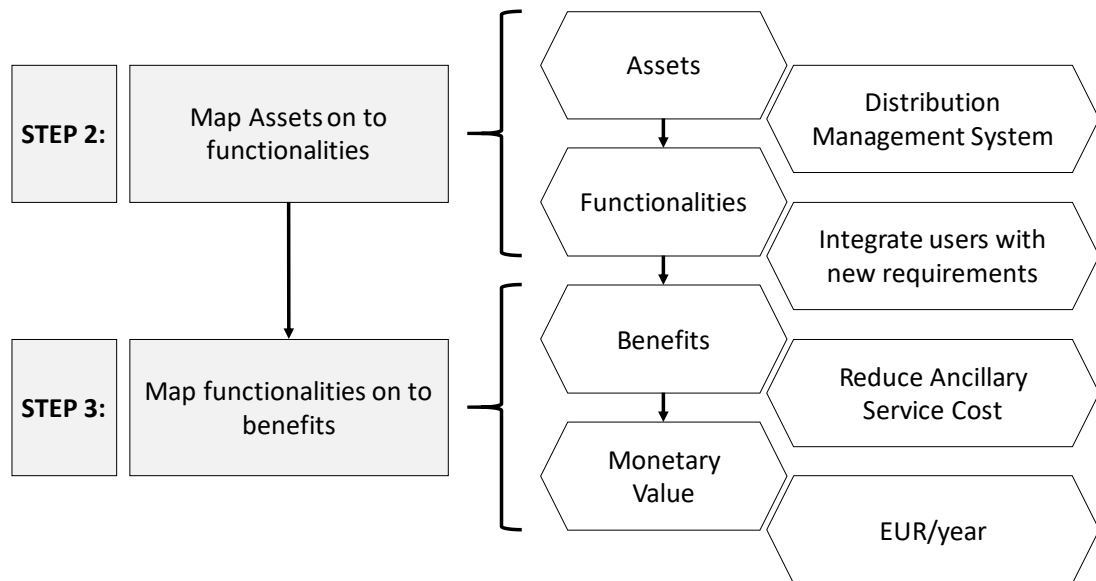 STEP 2:
Map Assets on to
functionalities
Assets
Distribution
Management System
Functionalities
Integrate users with
new requirements
STEP 3:
Map functionalities on to
benefits
Benefits
Reduce Ancillary
Service Cost
Monetary
Value
EUR/year